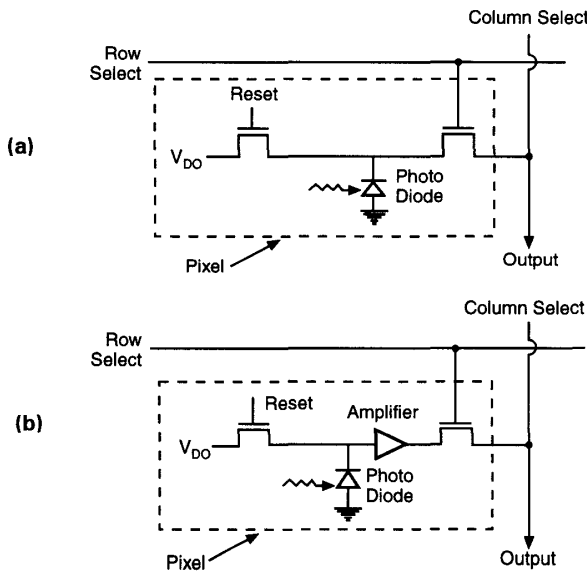 Column Select
Row
Select
Reset
(a)
V_DO
Photo
Diode
Pixel
Output
Column Select
Row
Select
Reset
Amplifier
(b)
V_DO
Photo
Diode
Pixel
Output